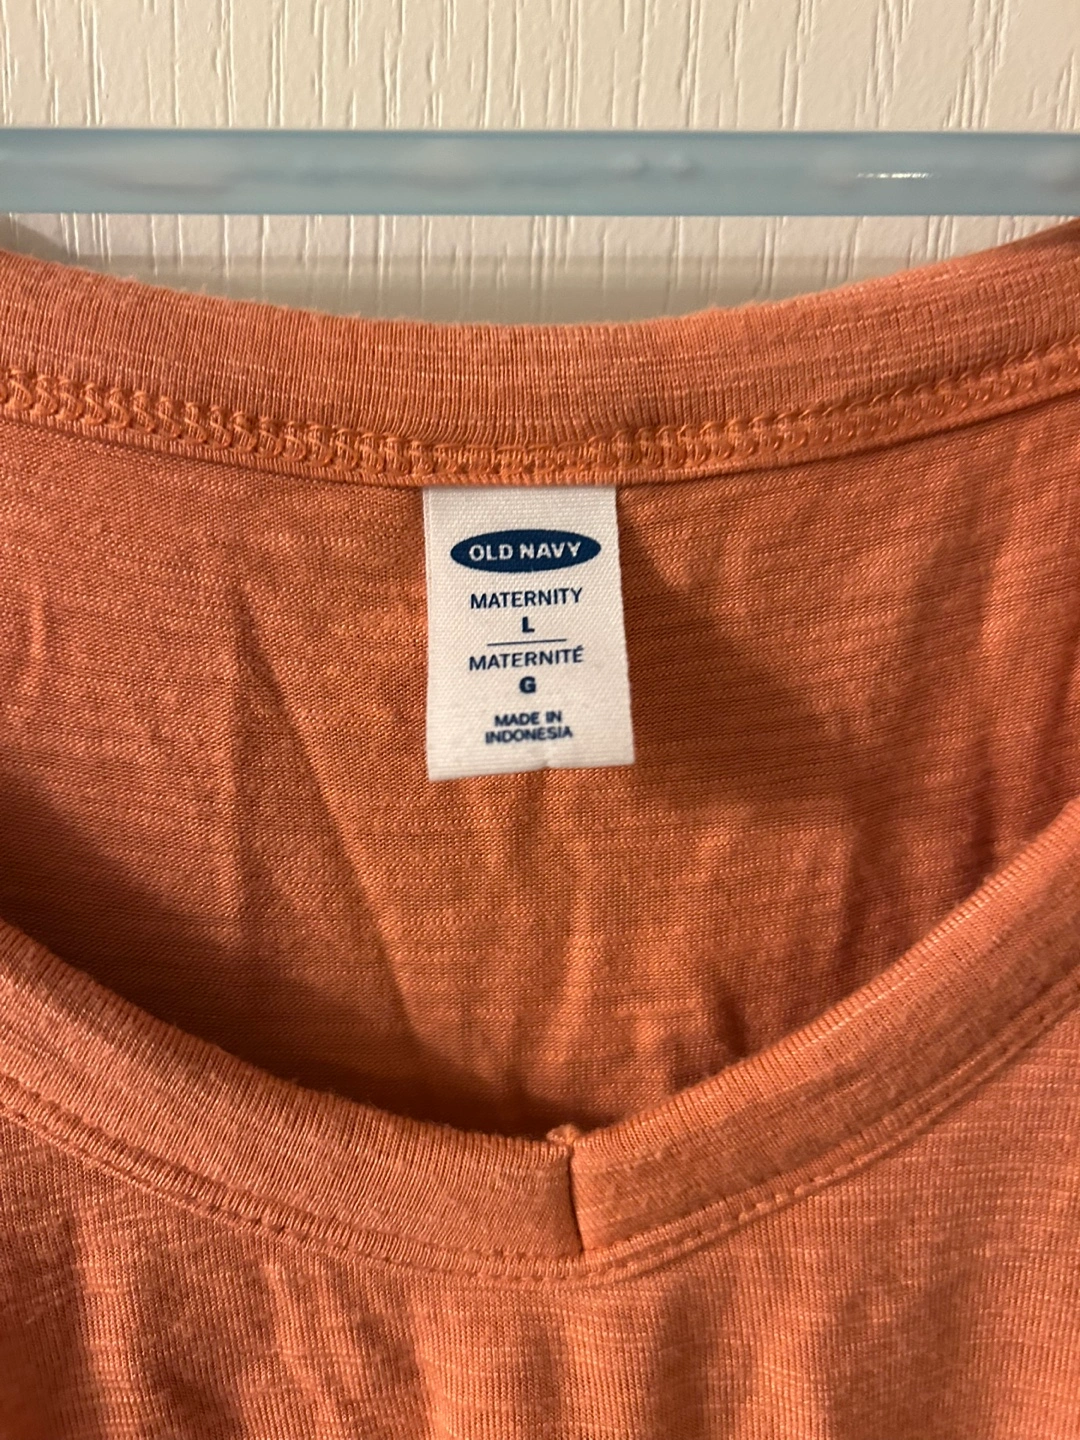 OLD NAVY
MATERNITY
L
MATERNITÉ
G
MADE IN
INDONESIA